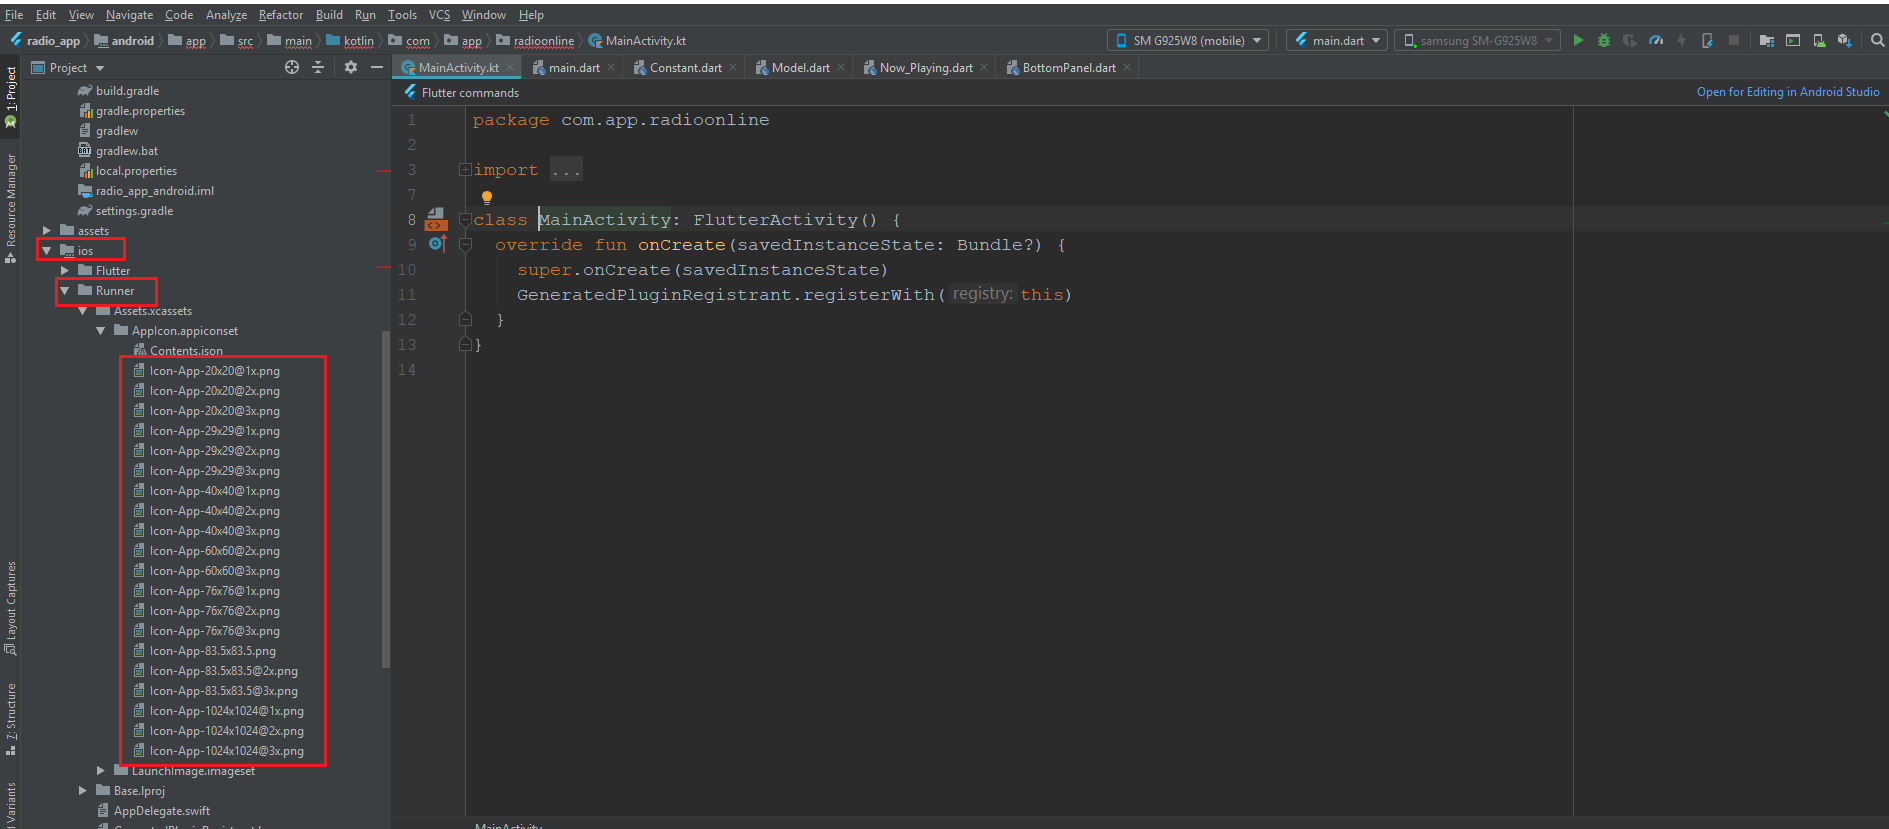 File Edit View Navigate Code Analyze Refactor Build Run Tools VCS Window Help
radio_app android app src main kotlin com app radioonline MainActivity.kt SM G925W8 (mobile) main.dart samsung SM-G925W8
Project
MainActivity.kt main.dart Constant.dart Model.dart Now_Playing.dart BottomPanel.dart
Flutter commands Open for Editing in Android Studio
1: Project
Resource Manager
Layout Captures
7: Structure
d Variants
build.gradle
gradle.properties
gradlew
gradlew.bat
local.properties
radio_app_android.iml
settings.gradle
assets
ios
Flutter
Runner
Assets.xcassets
AppIcon.appiconset
Contents.json
Icon-App-20x20@1x.png
Icon-App-20x20@2x.png
Icon-App-20x20@3x.png
Icon-App-29x29@1x.png
Icon-App-29x29@2x.png
Icon-App-29x29@3x.png
Icon-App-40x40@1x.png
Icon-App-40x40@2x.png
Icon-App-40x40@3x.png
Icon-App-60x60@2x.png
Icon-App-60x60@3x.png
Icon-App-76x76@1x.png
Icon-App-76x76@2x.png
Icon-App-76x76@3x.png
Icon-App-83.5x83.5.png
Icon-App-83.5x83.5@2x.png
Icon-App-83.5x83.5@3x.png
Icon-App-1024x1024@1x.png
Icon-App-1024x1024@2x.png
Icon-App-1024x1024@3x.png
LaunchImage.imageset
Base.lproj
AppDelegate.swift
1 package com.app.radioonline
2
3 import ...
7
8 class MainActivity: FlutterActivity() {
9 override fun onCreate(savedInstanceState: Bundle?) {
10 super.onCreate(savedInstanceState)
11 GeneratedPluginRegistrant.registerWith( registry: this)
12 }
13 }
14
MainActivity